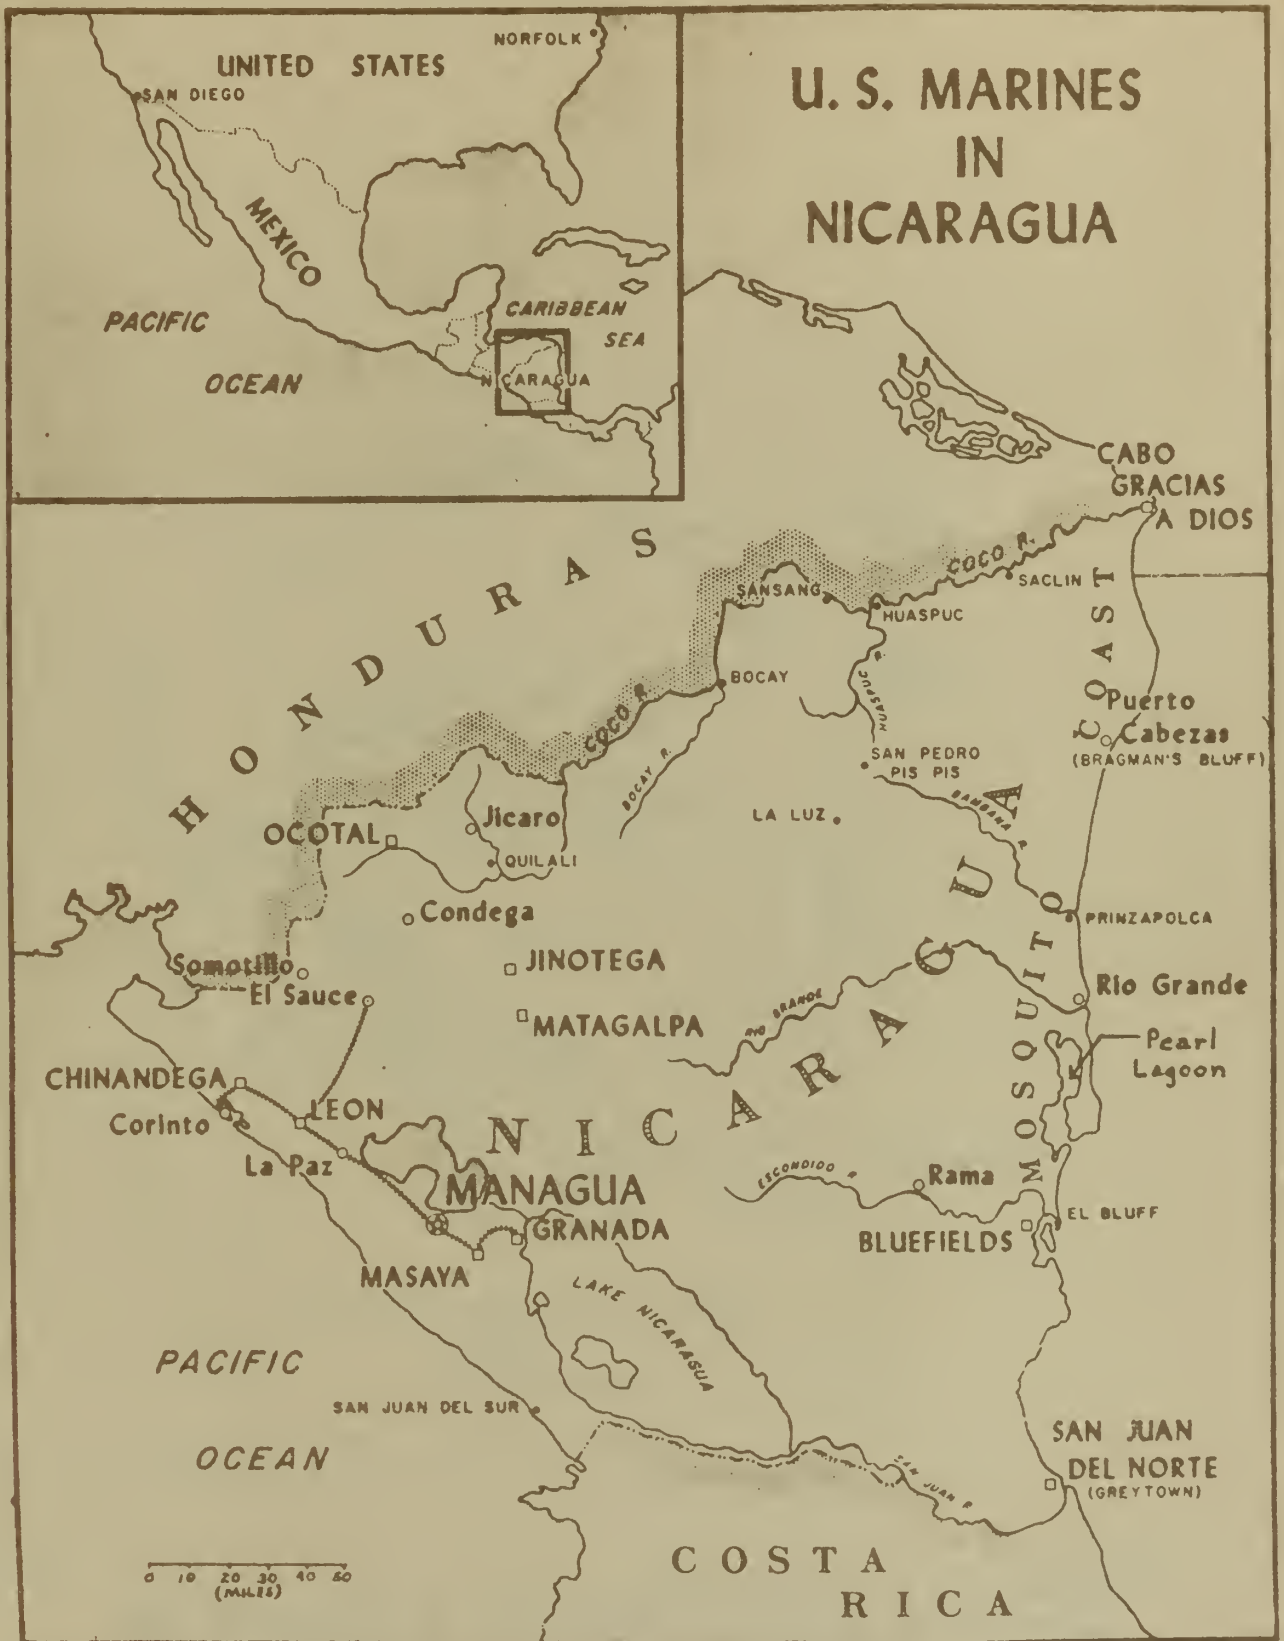 NORFOLK
UNITED STATES
SAN DIEGO
MEXICO
CARIBBEAN
SEA
PACIFIC
OCEAN
NICARAGUA
U. S. MARINES
IN
NICARAGUA
CABO
GRACIAS
A DIOS
HONDURAS
COCO R.
SACLIN
SANSANG
HUASPUC
HUASPUC R.
BOCAY
COCO R.
BOCAY R.
COAST
Puerto
Cabezas
(BRAGMAN'S BLUFF)
SAN PEDRO
PIS PIS
BAMBANA R.
LA LUZ
OCOTAL
Jicaro
QUILALI
Condega
PRINZAPOLCA
Somotillo
El Sauce
JINOTEGA
MATAGALPA
RIO GRANDE
Rio Grande
MOSQUITO
Pearl
Lagoon
CHINANDEGA
Corinto
LEON
La Paz
NICARAGUA
MANAGUA
ESCONDIDO R.
Rama
GRANADA
BLUEFIELDS
EL BLUFF
MASAYA
LAKE NICARAGUA
PACIFIC
OCEAN
SAN JUAN DEL SUR
SAN JUAN
DEL NORTE
(GREYTOWN)
SAN JUAN R.
COSTA
RICA
0 10 20 30 40 50
(MILES)